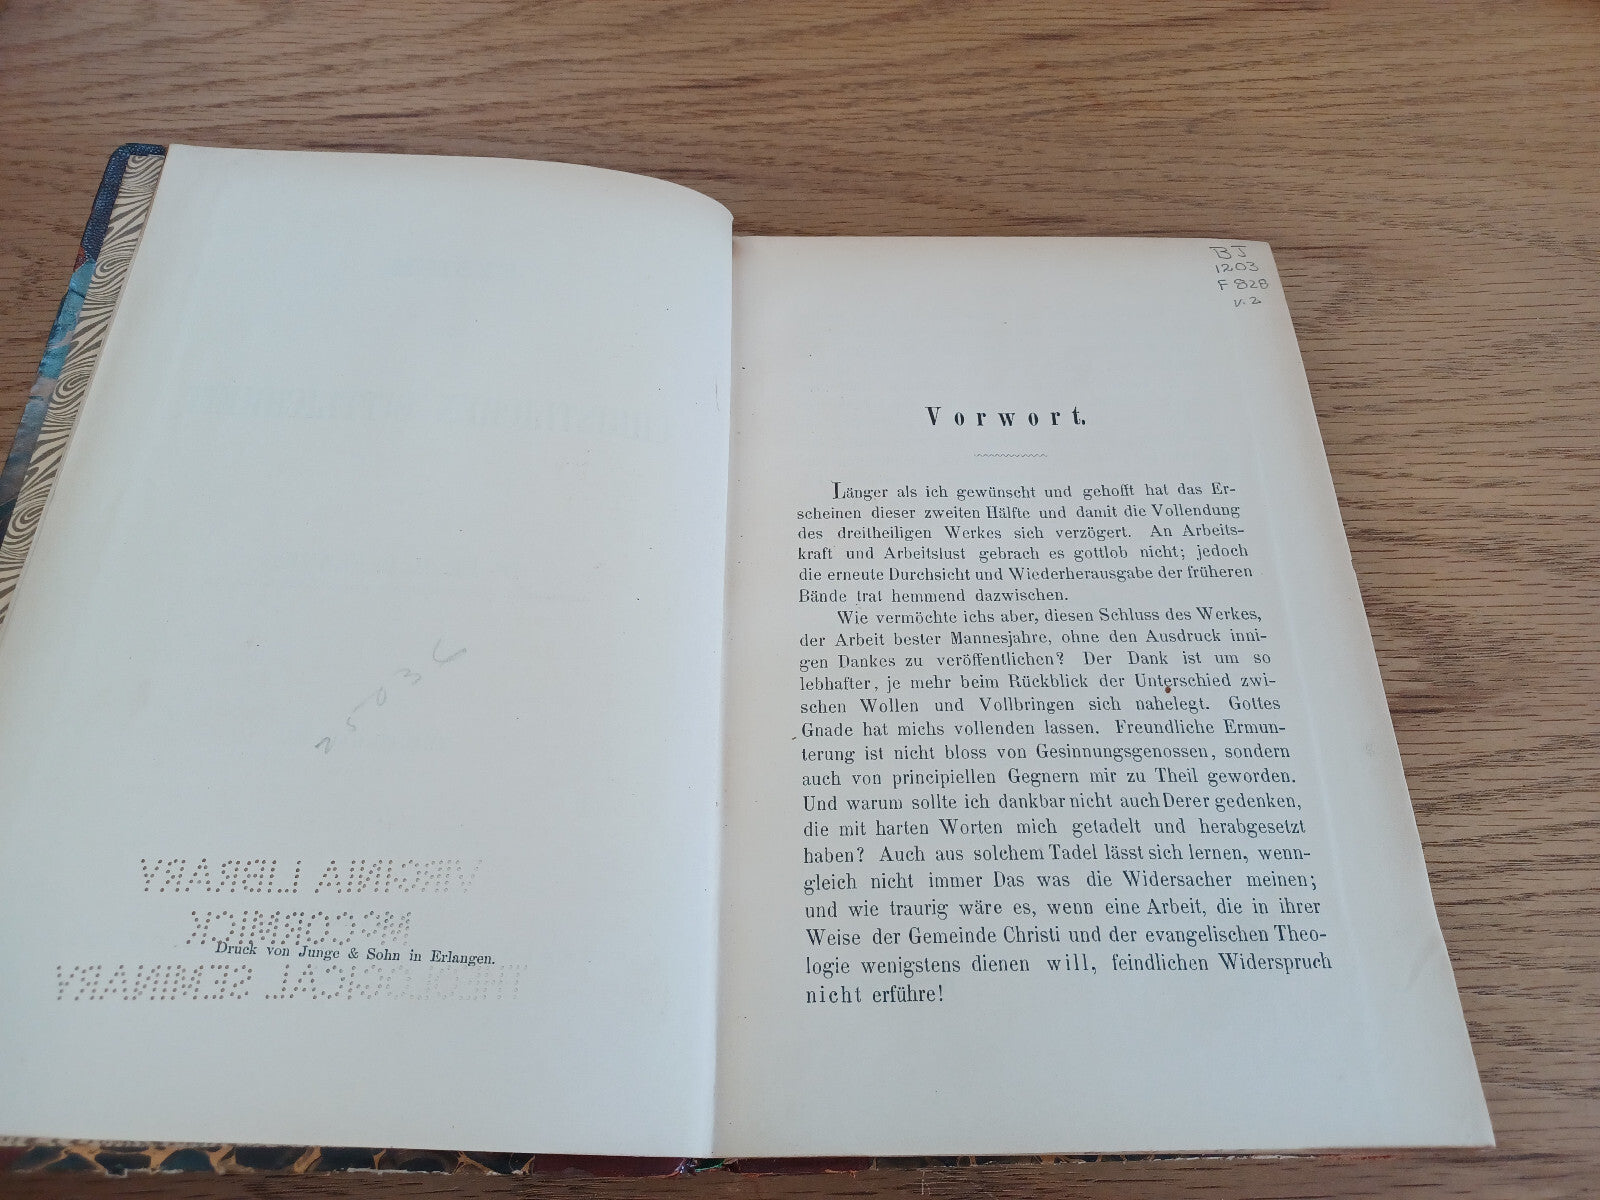 VIRGINIA LIBRARY
McCORMICK
Druck von Junge & Sohn in Erlangen.
THEOLOGICAL SEMINARY
25036
BJ
1203
F828
v.2
Vorwort.
Länger als ich gewünscht und gehofft hat das Er-
scheinen dieser zweiten Hälfte und damit die Vollendung
des dreitheiligen Werkes sich verzögert. An Arbeits-
kraft und Arbeitslust gebrach es gottlob nicht; jedoch
die erneute Durchsicht und Wiederherausgabe der früheren
Bände trat hemmend dazwischen.
Wie vermöchte ichs aber, diesen Schluss des Werkes,
der Arbeit bester Mannesjahre, ohne den Ausdruck inni-
gen Dankes zu veröffentlichen? Der Dank ist um so
lebhafter, je mehr beim Rückblick der Unterschied zwi-
schen Wollen und Vollbringen sich nahelegt. Gottes
Gnade hat michs vollenden lassen. Freundliche Ermun-
terung ist nicht bloss von Gesinnungsgenossen, sondern
auch von principiellen Gegnern mir zu Theil geworden.
Und warum sollte ich dankbar nicht auch Derer gedenken,
die mit harten Worten mich getadelt und herabgesetzt
haben? Auch aus solchem Tadel lässt sich lernen, wenn-
gleich nicht immer Das was die Widersacher meinen;
und wie traurig wäre es, wenn eine Arbeit, die in ihrer
Weise der Gemeinde Christi und der evangelischen Theo-
logie wenigstens dienen will, feindlichen Widerspruch
nicht erführe!